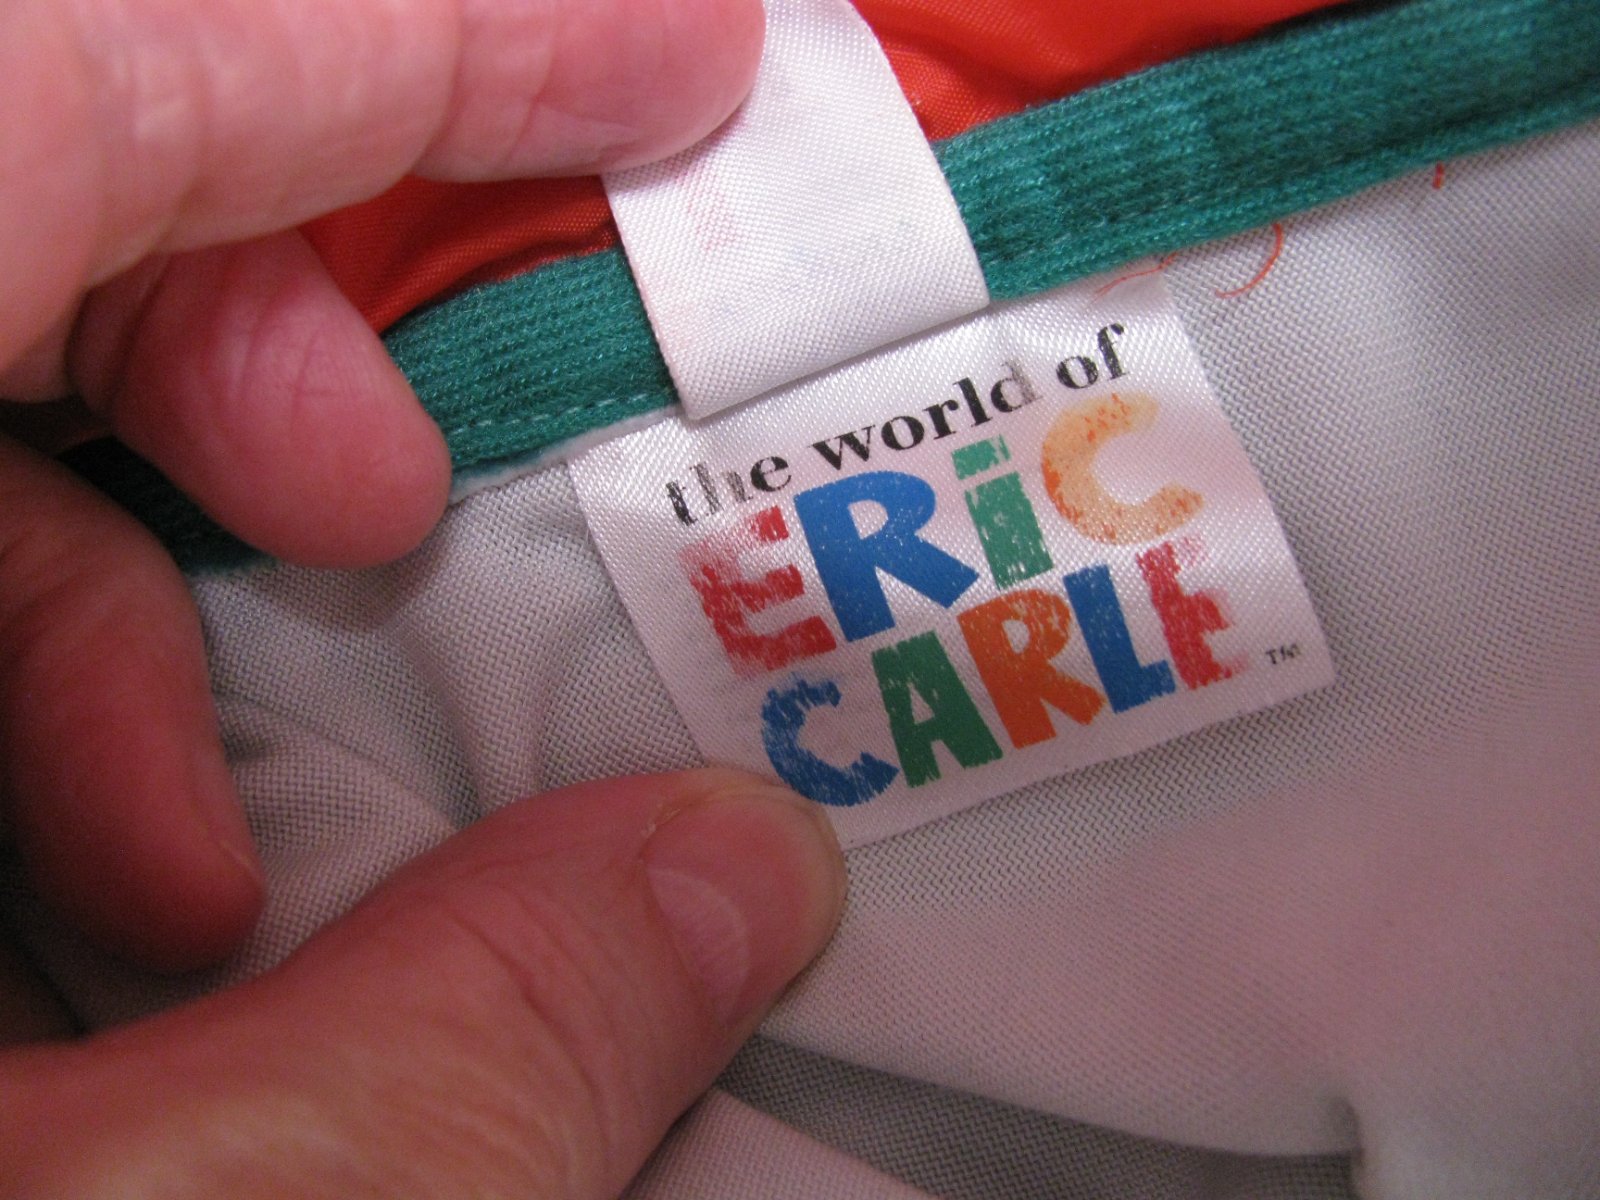 the world of
ERiC
CARLE ™